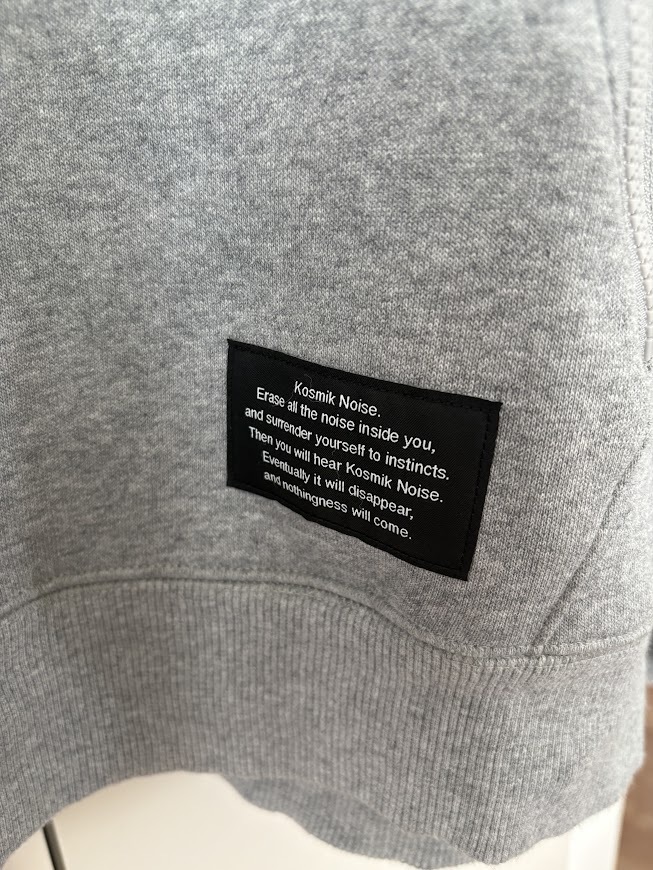 Kosmik Noise.
Erase all the noise inside you,
and surrender yourself to instincts.
Then you will hear Kosmik Noise.
Eventually it will disappear,
and nothingness will come.